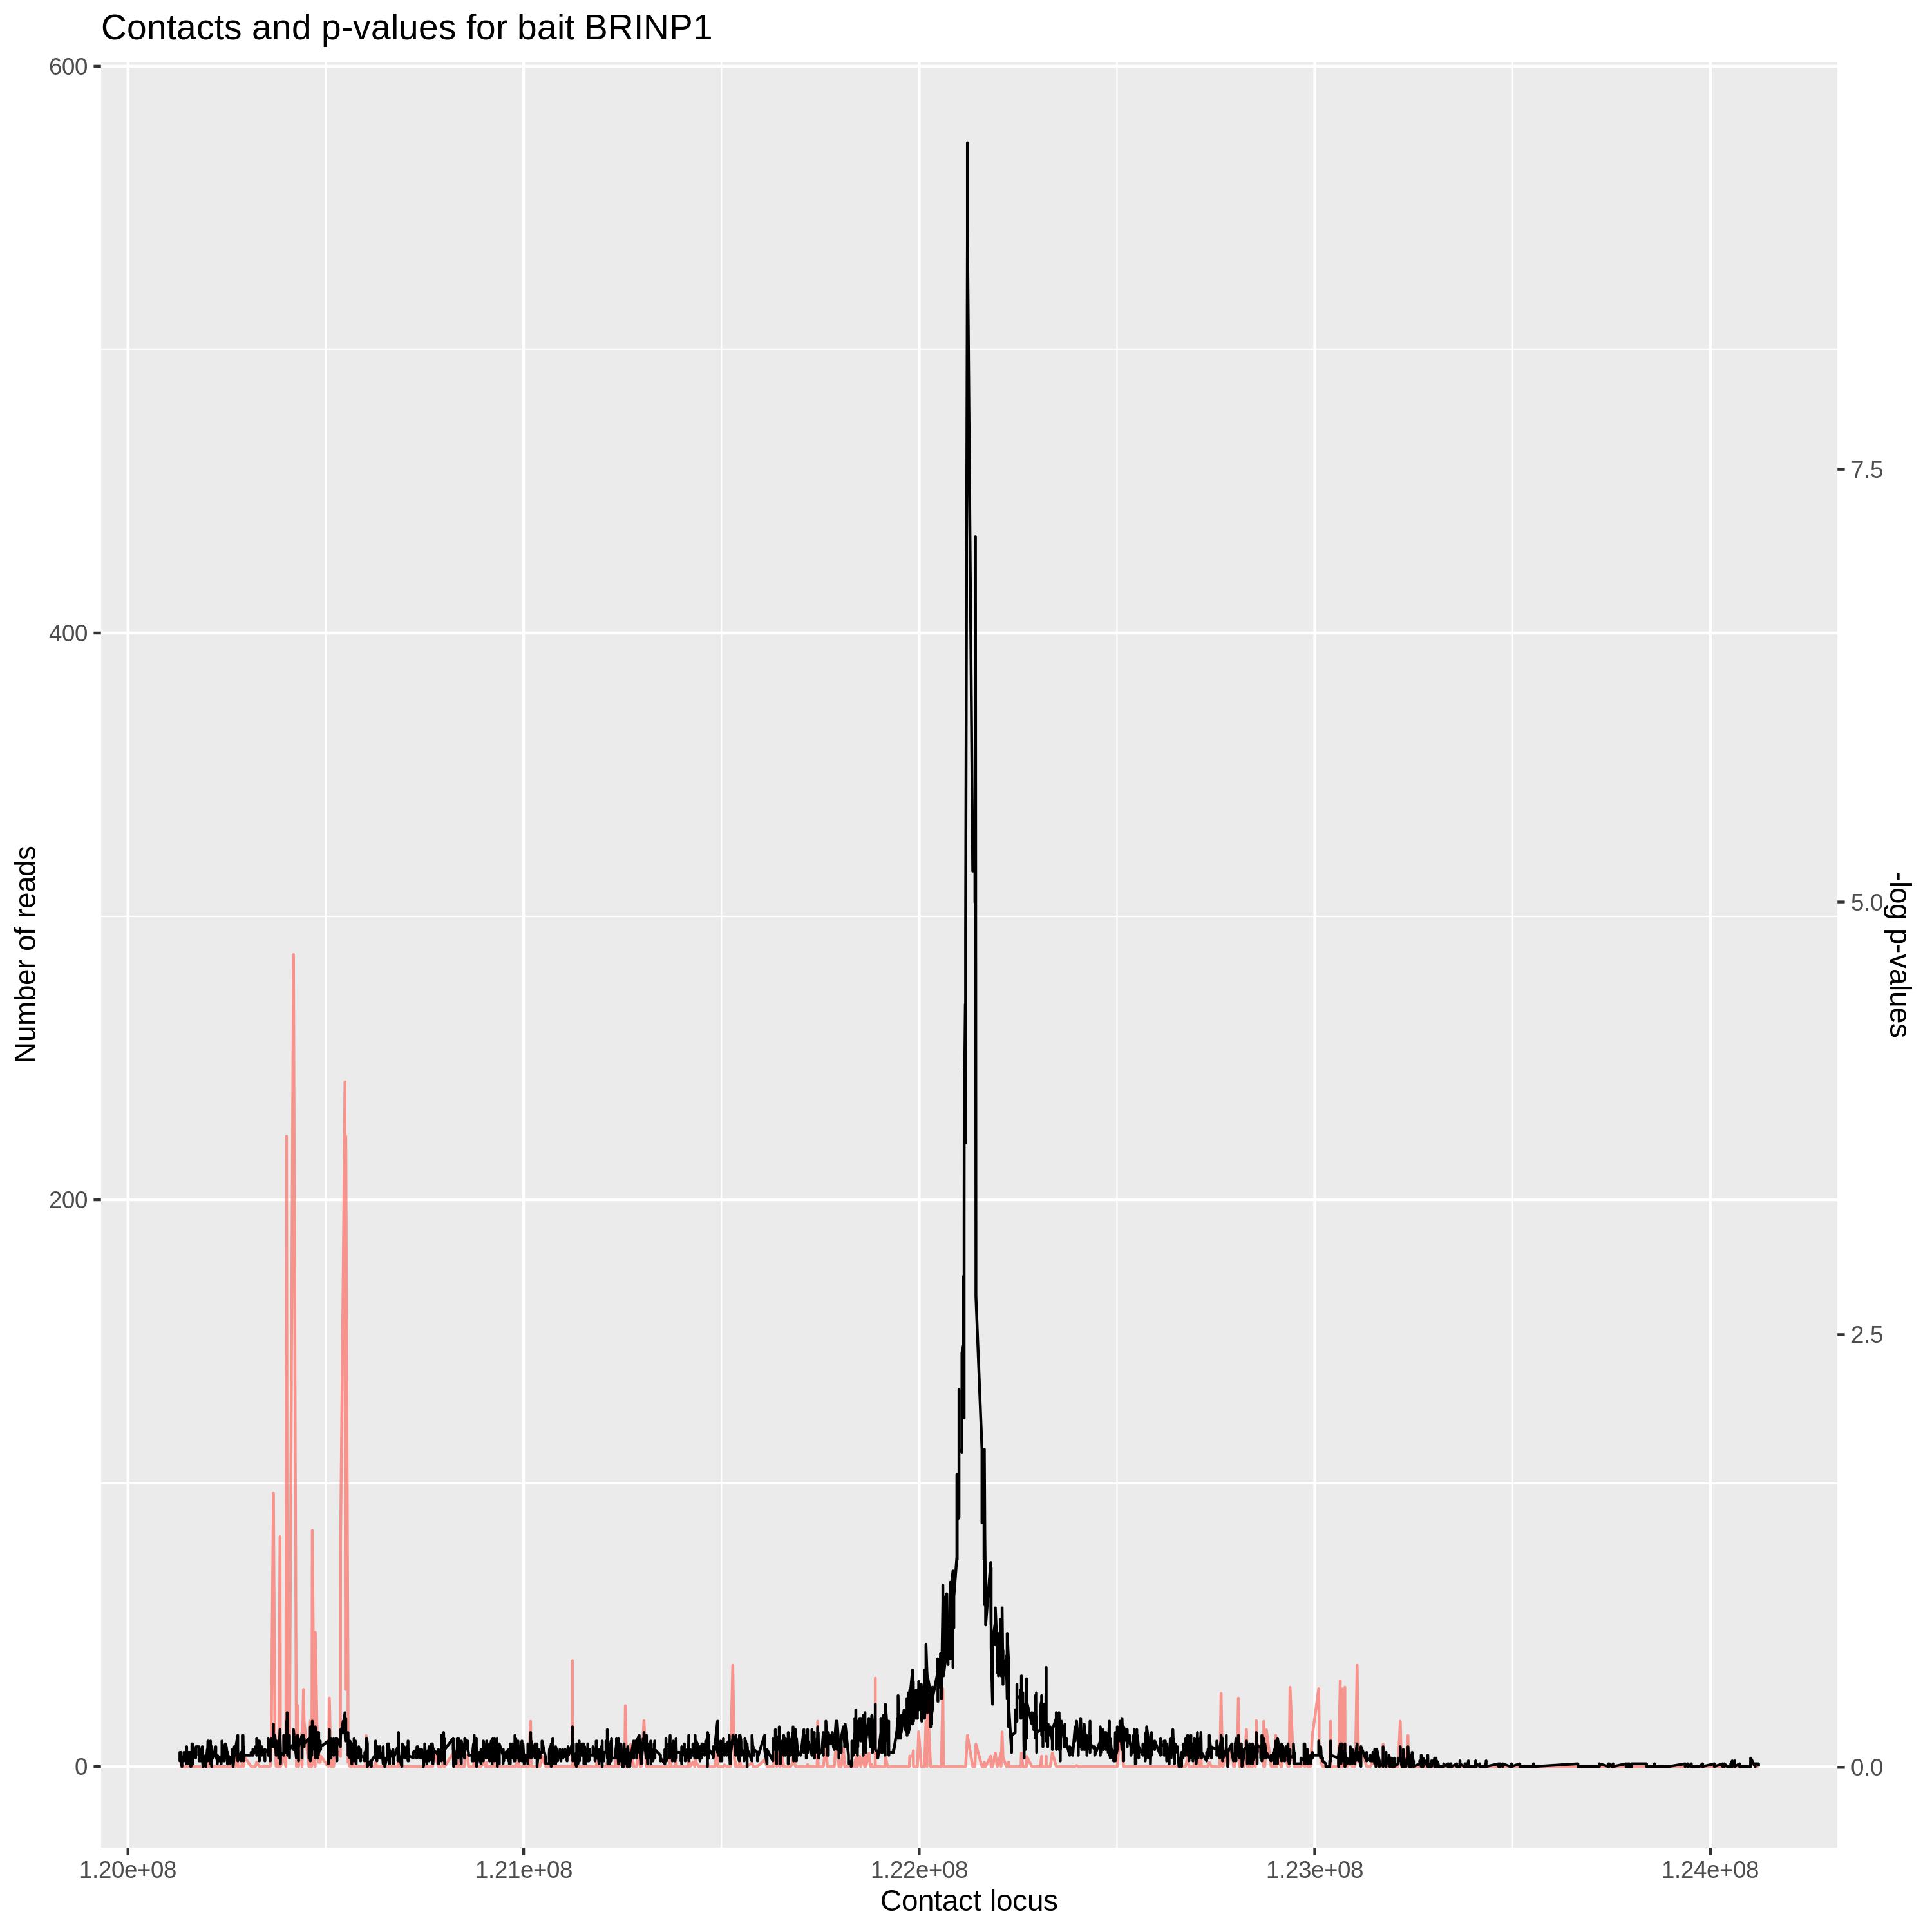 Contacts and p-values for bait BRINP1
600
400
200
0
Number of reads
7.5
5.0
2.5
0.0
-log p-values
1.20e+08
1.21e+08
1.22e+08
1.23e+08
1.24e+08
Contact locus